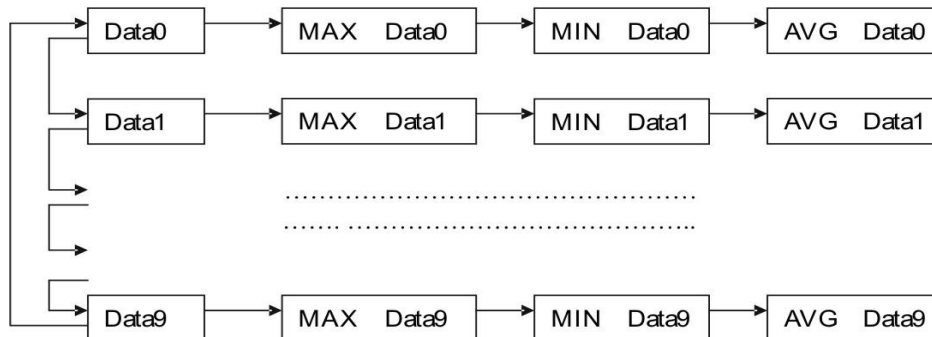 Data0 MAX Data0 MIN Data0 AVG Data0
Data1 MAX Data1 MIN Data1 AVG Data1
Data9 MAX Data9 MIN Data9 AVG Data9